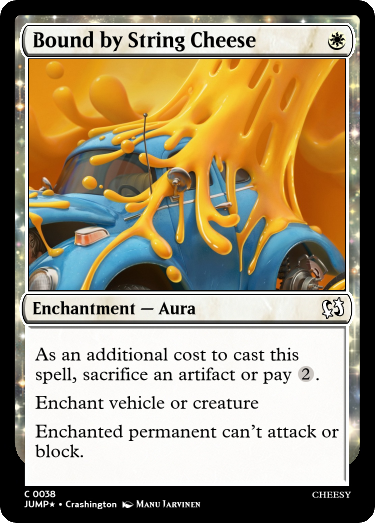 Bound by String Cheese
Enchantment — Aura
As an additional cost to cast this
spell, sacrifice an artifact or pay 2.
Enchant vehicle or creature
Enchanted permanent can't attack or
block.
C 0038
CHEESY
JUMP★ • Crashington Manu Jarvinen